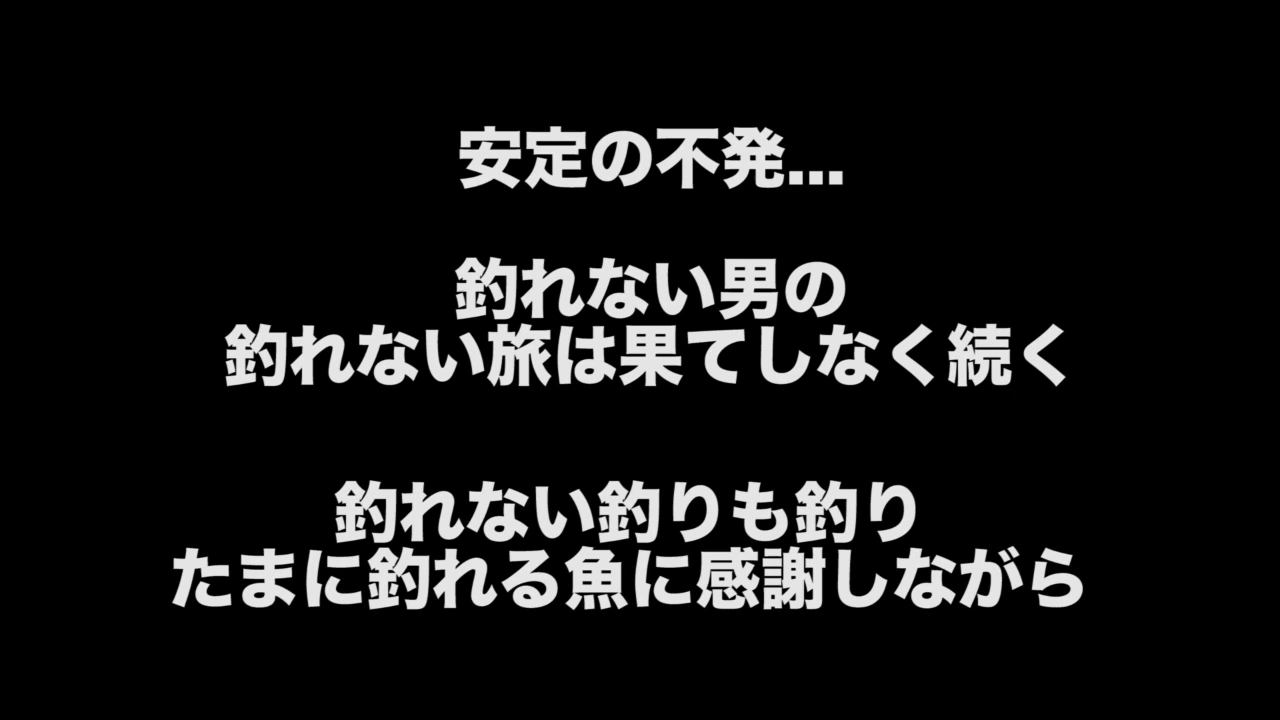 安定の不発...
釣れない男の
釣れない旅は果てしなく続く
釣れない釣りも釣り
たまに釣れる魚に感謝しながら